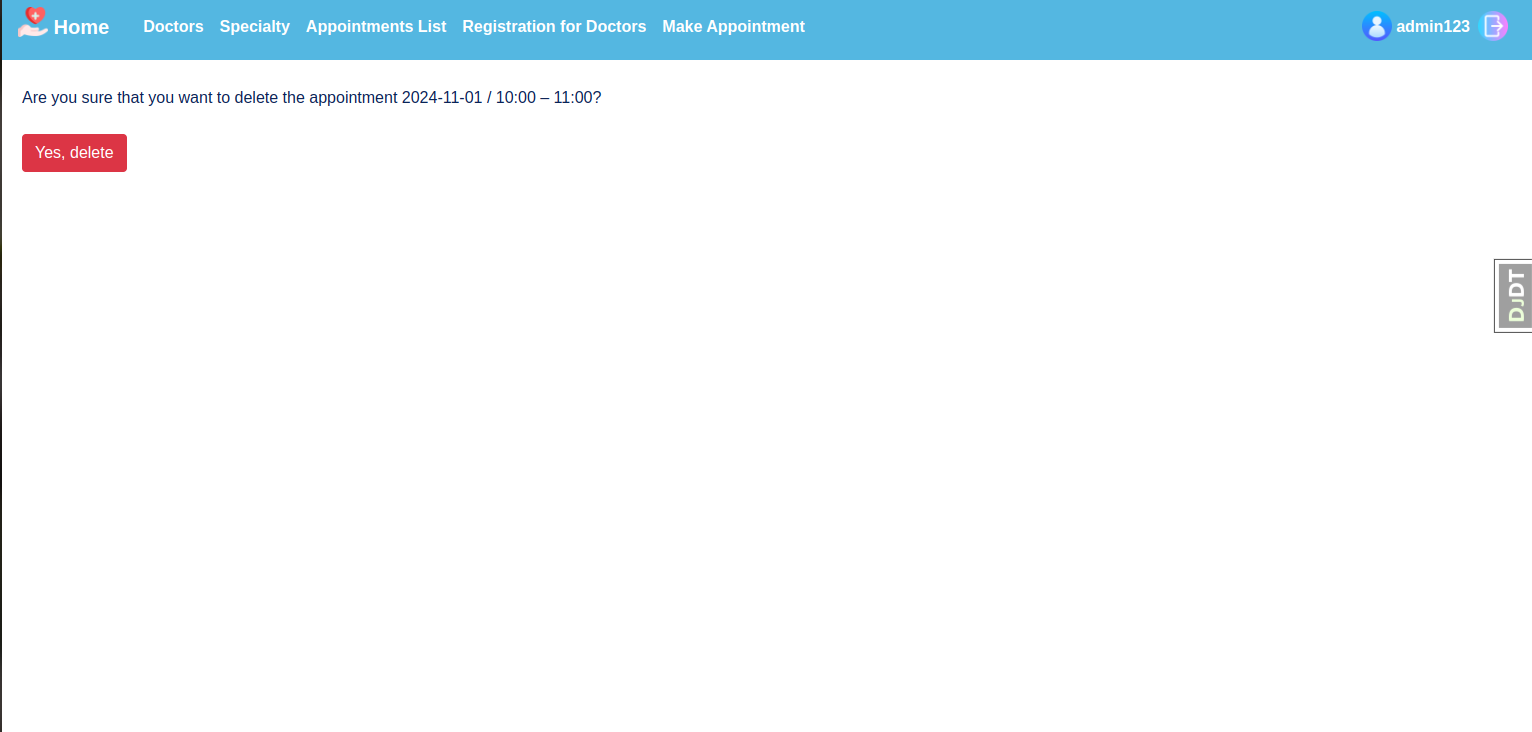 Home Doctors Specialty Appointments List Registration for Doctors Make Appointment admin123
Are you sure that you want to delete the appointment 2024-11-01 / 10:00 – 11:00?
Yes, delete
DJDT